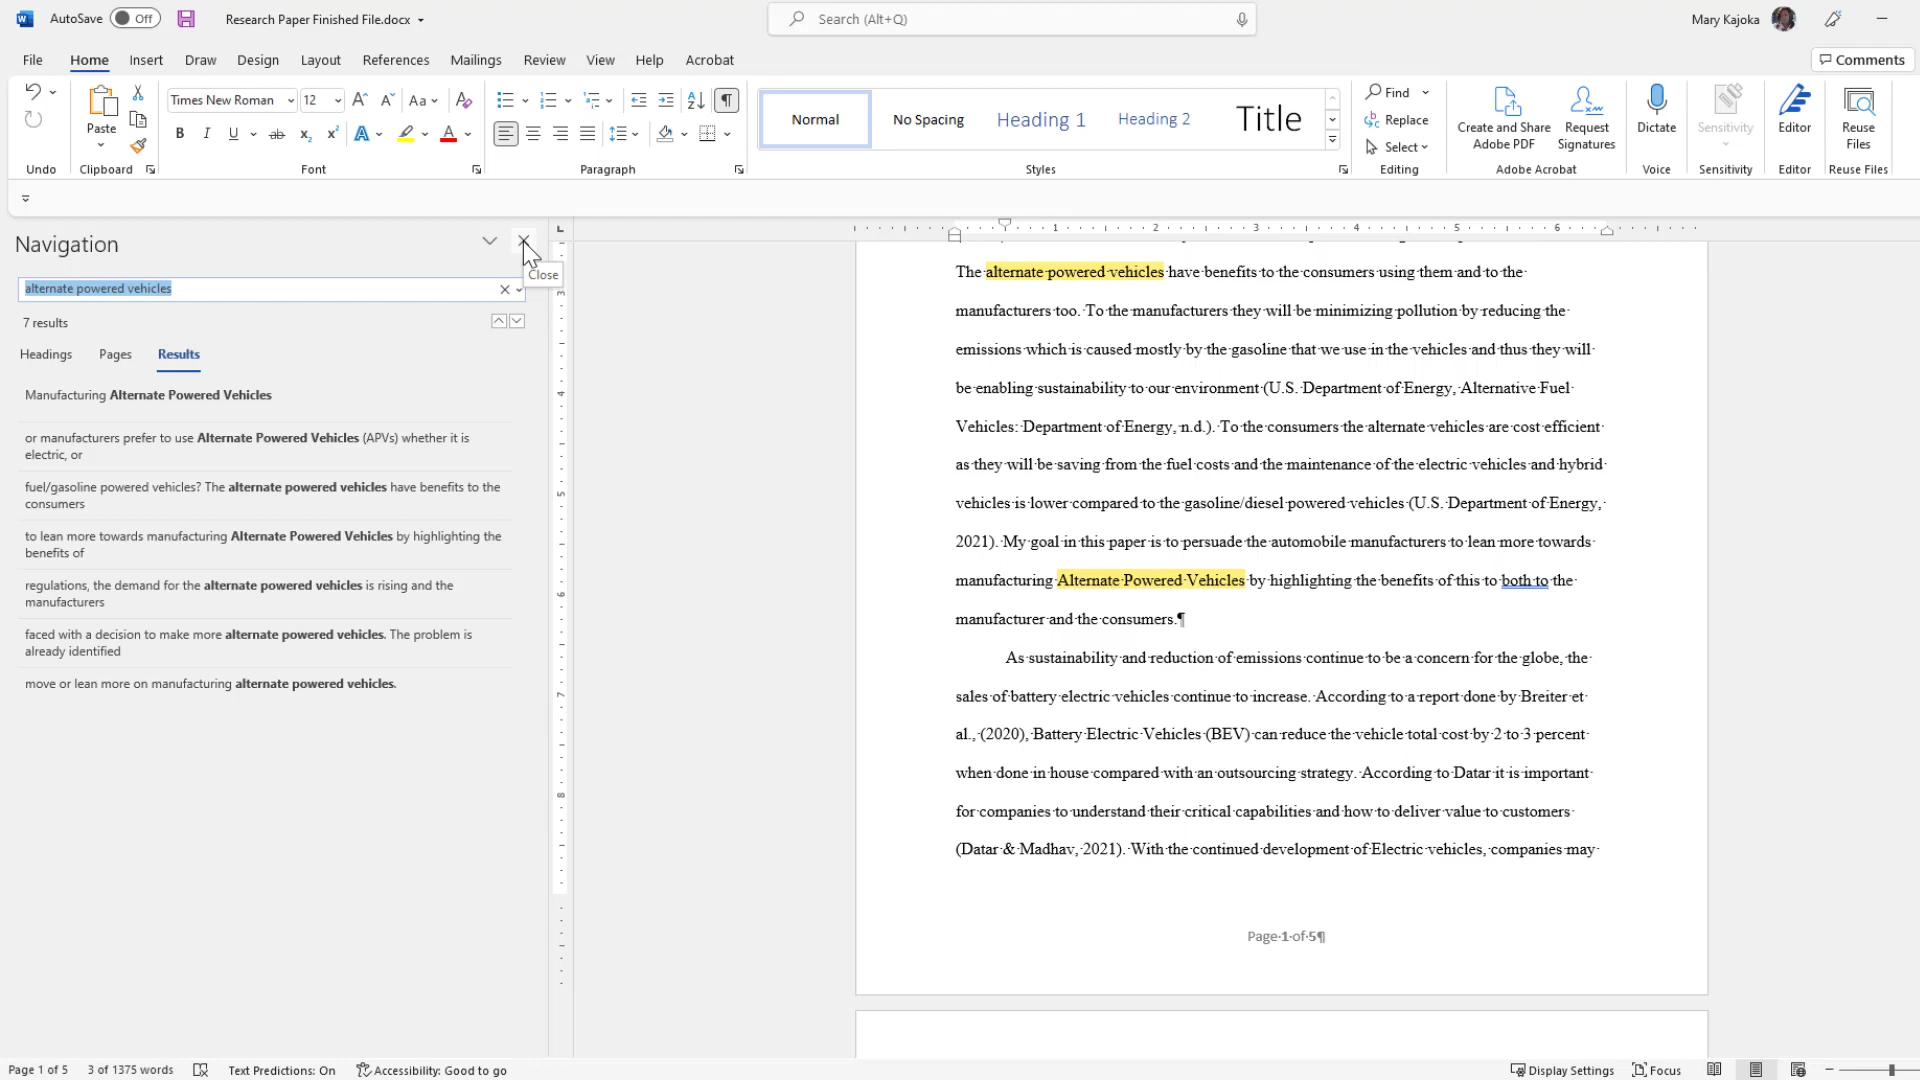 AutoSave Off Research Paper Finished File.docx Search (Alt+Q) Mary Kajoka
File Home Insert Draw Design Layout References Mailings Review View Help Acrobat Comments
Undo
Paste
Clipboard
Times New Roman 12 Aa
B I U ab x₂ x² A A
Font
Paragraph
Normal No Spacing Heading 1 Heading 2 Title
Styles
Find
Replace
Select
Editing
Create and Share Adobe PDF
Request Signatures
Adobe Acrobat
Dictate
Voice
Sensitivity
Sensitivity
Editor
Editor
Reuse Files
Reuse Files
Navigation
Close
alternate powered vehicles
7 results
Headings Pages Results
Manufacturing Alternate Powered Vehicles
or manufacturers prefer to use Alternate Powered Vehicles (APVs) whether it is
electric, or
fuel/gasoline powered vehicles? The alternate powered vehicles have benefits to the
consumers
to lean more towards manufacturing Alternate Powered Vehicles by highlighting the
benefits of
regulations, the demand for the alternate powered vehicles is rising and the
manufacturers
faced with a decision to make more alternate powered vehicles. The problem is
already identified
move or lean more on manufacturing alternate powered vehicles.
1 2 3 4 5 6
3 4 5 6 7 8
The alternate powered vehicles have benefits to the consumers using them and to the
manufacturers too. To the manufacturers they will be minimizing pollution by reducing the
emissions which is caused mostly by the gasoline that we use in the vehicles and thus they will
be enabling sustainability to our environment (U.S. Department of Energy, Alternative Fuel
Vehicles: Department of Energy, n.d.). To the consumers the alternate vehicles are cost efficient
as they will be saving from the fuel costs and the maintenance of the electric vehicles and hybrid
vehicles is lower compared to the gasoline/diesel powered vehicles (U.S. Department of Energy,
2021). My goal in this paper is to persuade the automobile manufacturers to lean more towards
manufacturing Alternate Powered Vehicles by highlighting the benefits of this to both to the
manufacturer and the consumers.¶
As sustainability and reduction of emissions continue to be a concern for the globe, the
sales of battery electric vehicles continue to increase. According to a report done by Breiter et
al., (2020), Battery Electric Vehicles (BEV) can reduce the vehicle total cost by 2 to 3 percent
when done in house compared with an outsourcing strategy. According to Datar it is important
for companies to understand their critical capabilities and how to deliver value to customers
(Datar & Madhav, 2021). With the continued development of Electric vehicles, companies may
Page 1 of 5¶
Page 1 of 5 3 of 1375 words Text Predictions: On Accessibility: Good to go Display Settings Focus